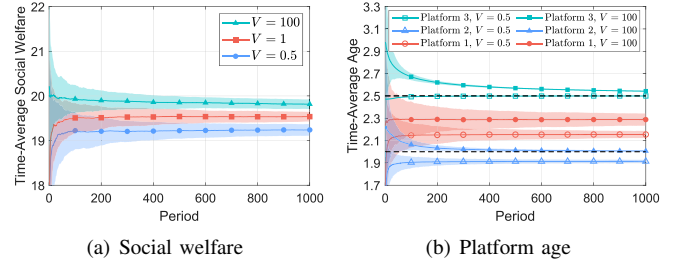 Time-Average Social Welfare
22
21
20
19
18
V = 100
V = 1
V = 0.5
0 200 400 600 800 1000
Period
(a) Social welfare
Time-Average Age
3.3
3.1
2.9
2.7
2.5
2.3
2.1
1.9
1.7
Platform 3, V = 0.5 Platform 3, V = 100
Platform 2, V = 0.5 Platform 2, V = 100
Platform 1, V = 0.5 Platform 1, V = 100
0 200 400 600 800 1000
Period
(b) Platform age